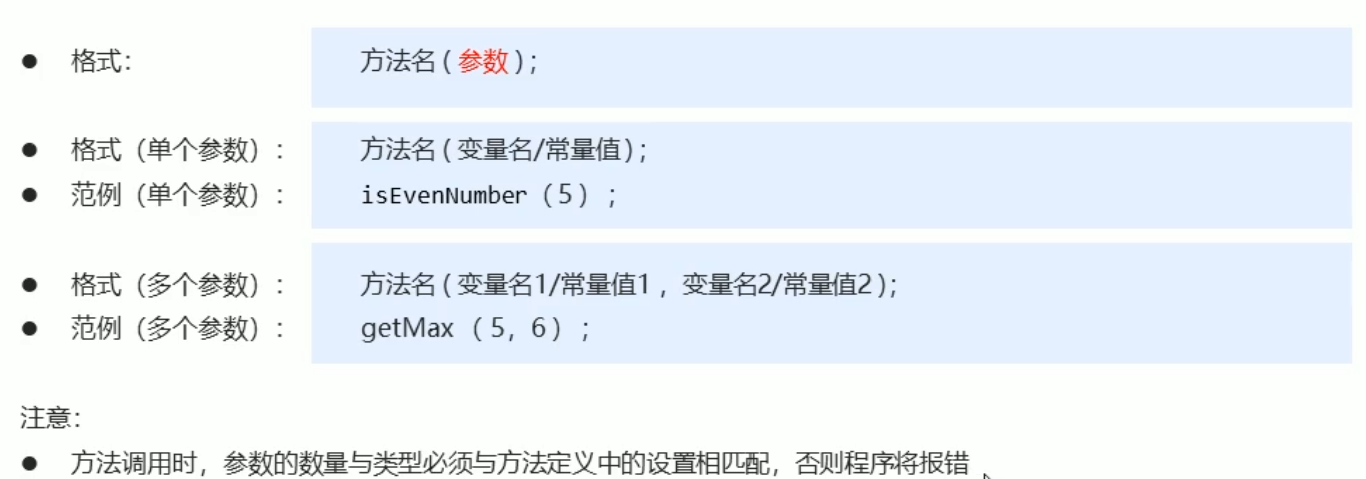 ● 格式： 方法名 ( 参数 ) ;
● 格式（单个参数）： 方法名 ( 变量名/常量值 ) ;
● 范例（单个参数）： isEvenNumber（5）；
● 格式（多个参数）： 方法名 ( 变量名1/常量值1 ，变量名2/常量值2 ) ;
● 范例（多个参数）： getMax （5，6）；
注意：
● 方法调用时，参数的数量与类型必须与方法定义中的设置相匹配，否则程序将报错